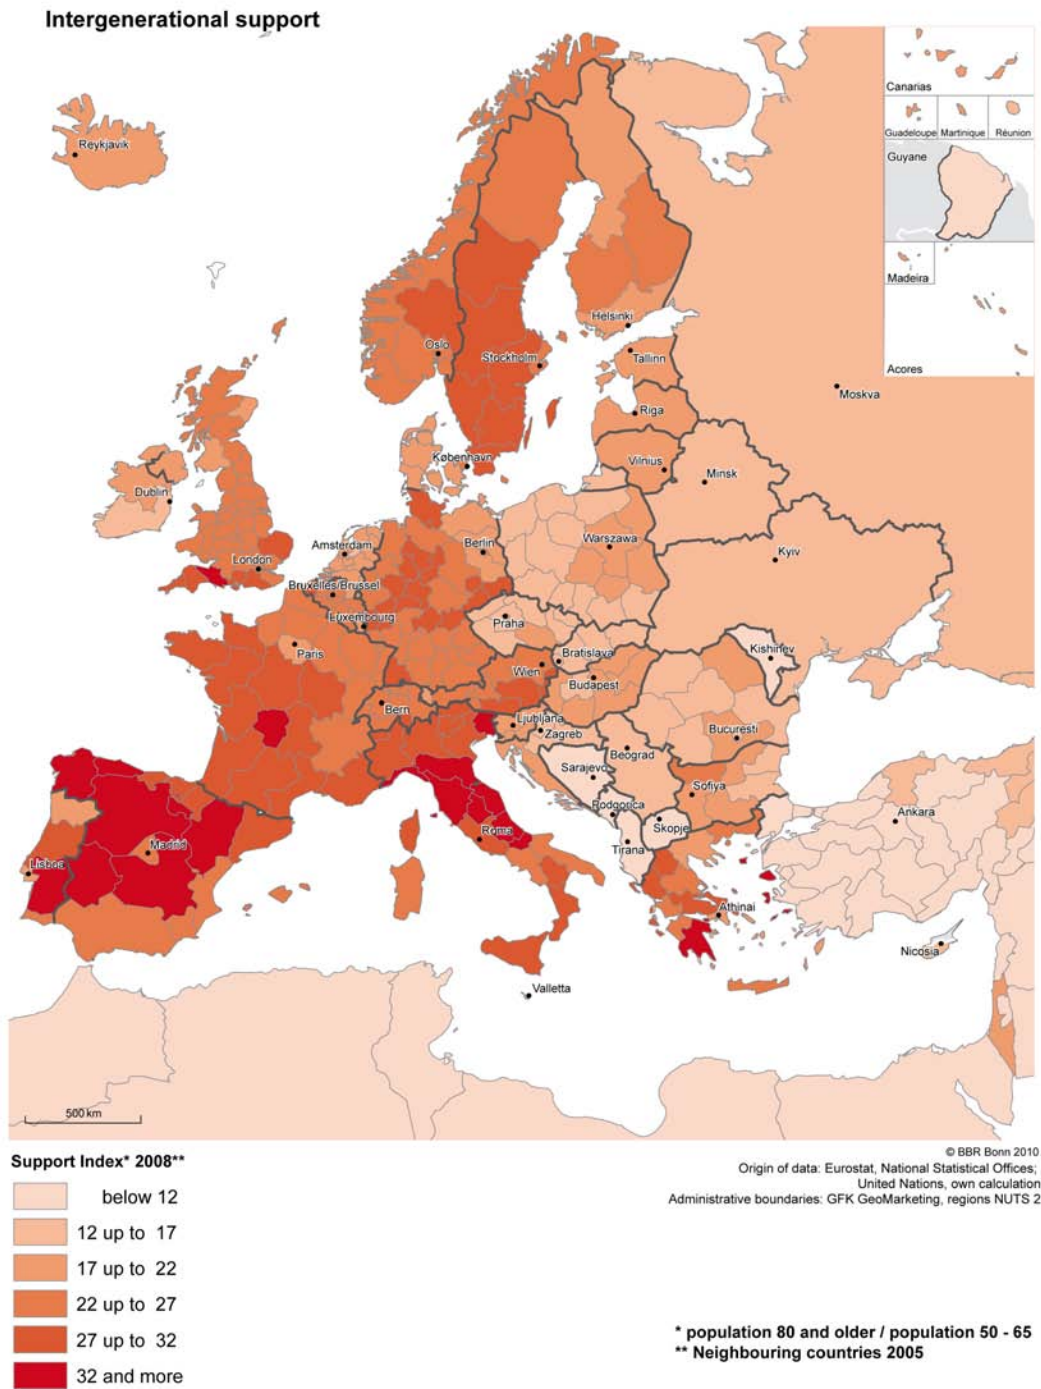 Intergenerational support
Canarias
Guadeloupe Martinique Réunion
Guyane
Madeira
Acores
Reykjavik
Helsinki
Oslo
Stockholm
Tallinn
Moskva
Riga
København
Vilnius
Minsk
Dublin
London
Amsterdam
Berlin
Warszawa
Kyiv
Bruxelles/Brussel
Luxembourg
Praha
Paris
Kishinev
Bratislava
Wien
Budapest
Bern
Ljubljana
Zagreb
Bucuresti
Beograd
Sarajevo
Sofiya
Podgorica
Skopje
Ankara
Roma
Tirana
Madrid
Lisboa
Athinai
Nicosia
Valletta
500 km
Support Index* 2008**
below 12
12 up to 17
17 up to 22
22 up to 27
27 up to 32
32 and more
© BBR Bonn 2010
Origin of data: Eurostat, National Statistical Offices;
United Nations, own calculation
Administrative boundaries: GFK GeoMarketing, regions NUTS 2
* population 80 and older / population 50 - 65
** Neighbouring countries 2005